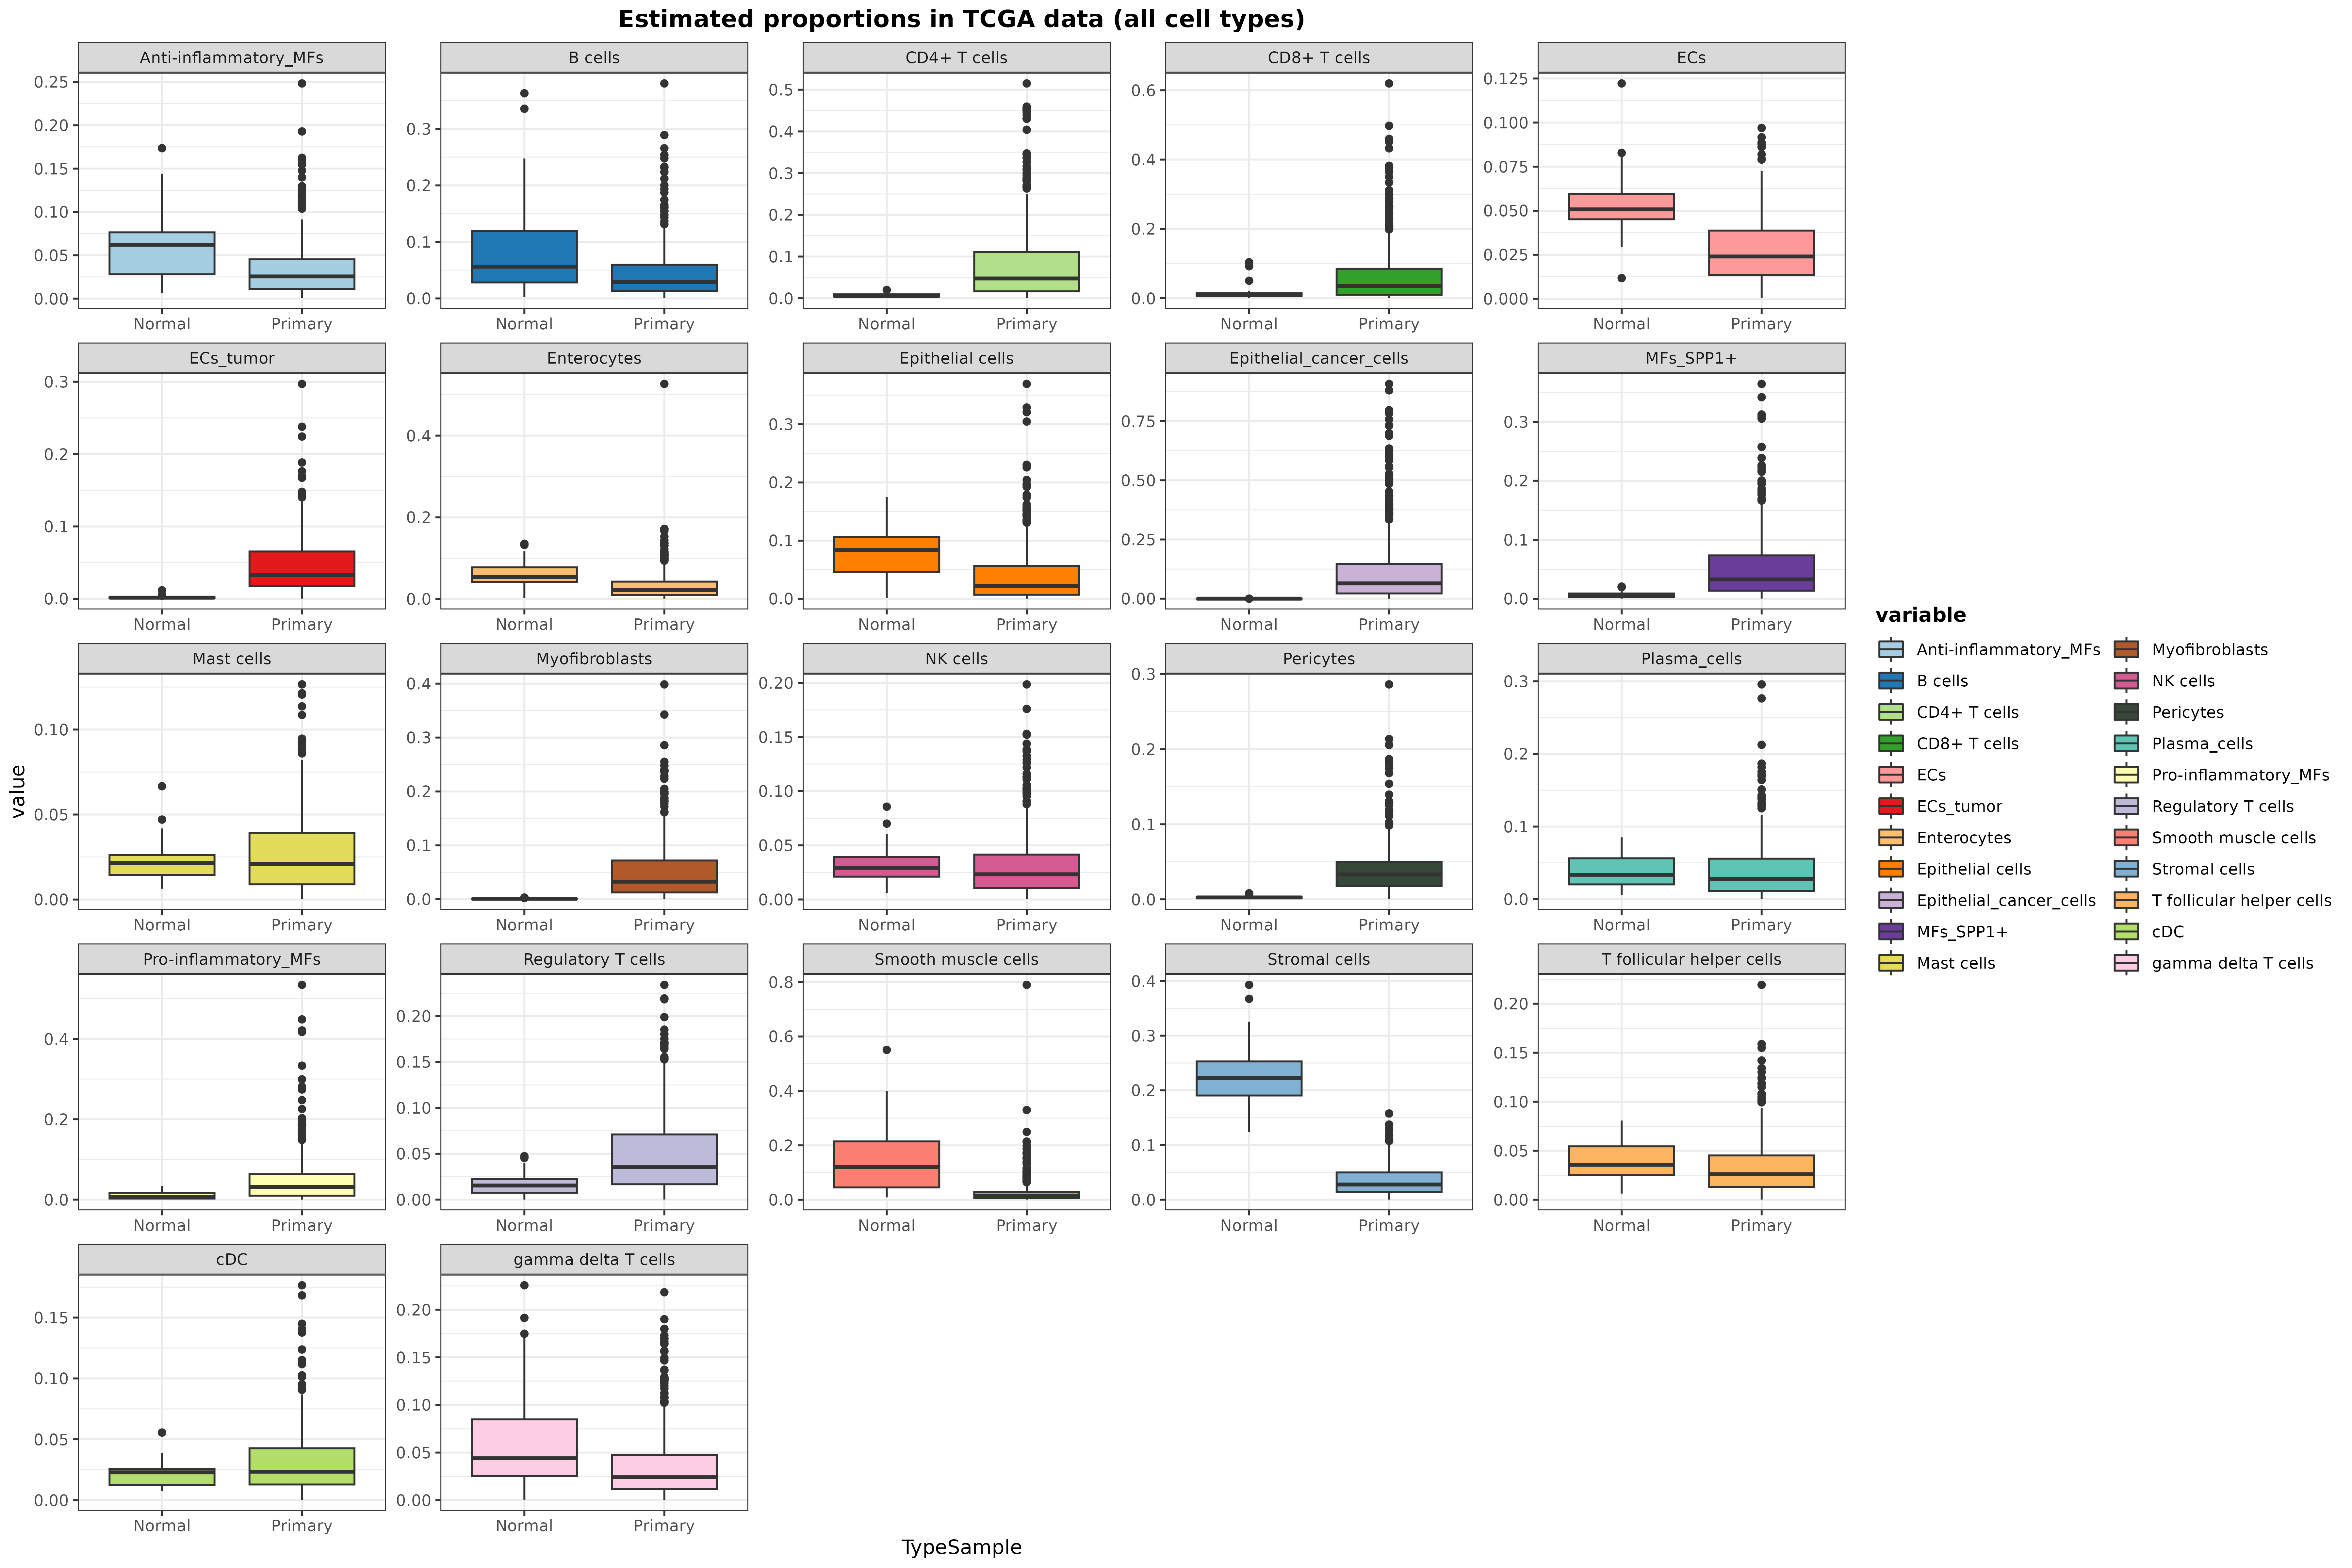 Estimated proportions in TCGA data (all cell types)
Anti-inflammatory_MFs
B cells
CD4+ T cells
CD8+ T cells
ECs
0.25
0.20
0.15
0.10
0.05
0.00
0.3
0.2
0.1
0.0
0.5
0.4
0.3
0.2
0.1
0.0
0.6
0.4
0.2
0.0
0.125
0.100
0.075
0.050
0.025
0.000
Normal Primary
Normal Primary
Normal Primary
Normal Primary
Normal Primary
ECs_tumor
Enterocytes
Epithelial cells
Epithelial_cancer_cells
MFs_SPP1+
0.3
0.2
0.1
0.0
0.4
0.2
0.0
0.3
0.2
0.1
0.0
0.75
0.50
0.25
0.00
0.3
0.2
0.1
0.0
Normal Primary
Normal Primary
Normal Primary
Normal Primary
Normal Primary
Mast cells
Myofibroblasts
NK cells
Pericytes
Plasma_cells
0.10
0.05
0.00
0.4
0.3
0.2
0.1
0.0
0.20
0.15
0.10
0.05
0.00
0.3
0.2
0.1
0.0
0.3
0.2
0.1
0.0
Normal Primary
Normal Primary
Normal Primary
Normal Primary
Normal Primary
Pro-inflammatory_MFs
Regulatory T cells
Smooth muscle cells
Stromal cells
T follicular helper cells
0.4
0.2
0.0
0.20
0.15
0.10
0.05
0.00
0.8
0.6
0.4
0.2
0.0
0.4
0.3
0.2
0.1
0.0
0.20
0.15
0.10
0.05
0.00
Normal Primary
Normal Primary
Normal Primary
Normal Primary
Normal Primary
cDC
gamma delta T cells
0.15
0.10
0.05
0.00
0.20
0.15
0.10
0.05
0.00
Normal Primary
Normal Primary
value
TypeSample
variable
Anti-inflammatory_MFs
B cells
CD4+ T cells
CD8+ T cells
ECs
ECs_tumor
Enterocytes
Epithelial cells
Epithelial_cancer_cells
MFs_SPP1+
Mast cells
Myofibroblasts
NK cells
Pericytes
Plasma_cells
Pro-inflammatory_MFs
Regulatory T cells
Smooth muscle cells
Stromal cells
T follicular helper cells
cDC
gamma delta T cells